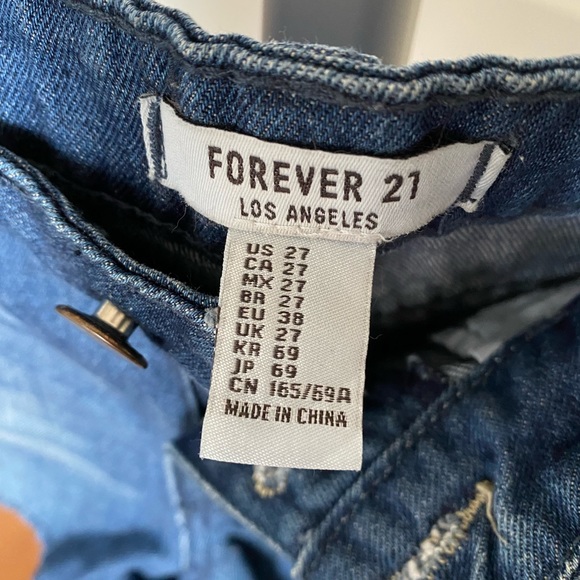 FOREVER 21
LOS ANGELES
US 27
CA 27
MX 27
BR 27
EU 38
UK 27
KR 69
JP 69
CN 165/69A
MADE IN CHINA